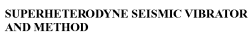 SUPERHETERODYNE SEISMIC VIBRATOR
AND METHOD